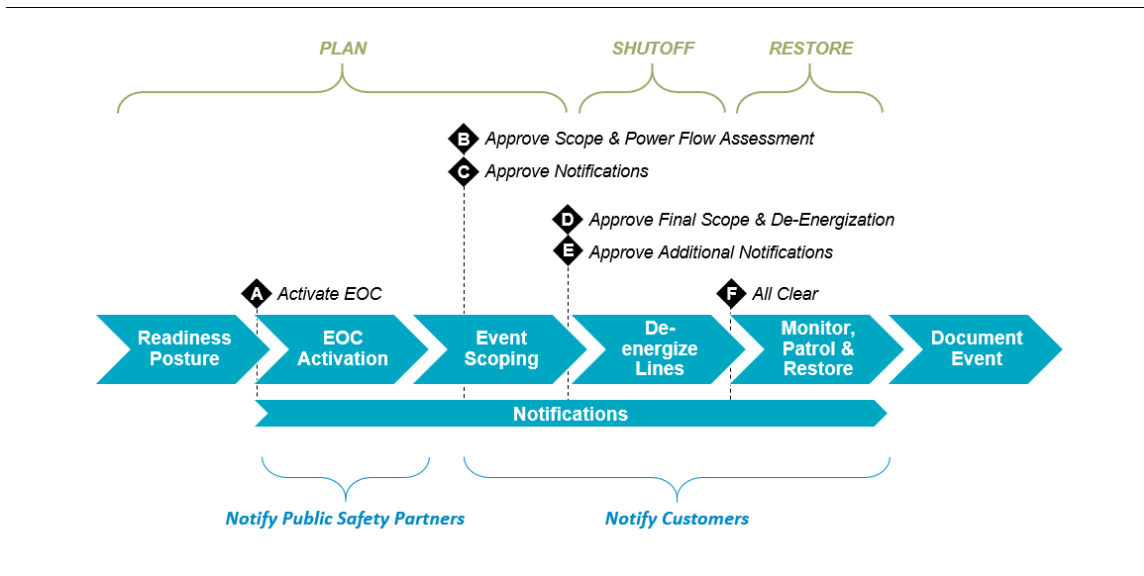 PLAN
SHUTOFF
RESTORE
B Approve Scope & Power Flow Assessment
C Approve Notifications
D Approve Final Scope & De-Energization
E Approve Additional Notifications
A Activate EOC
F All Clear
Readiness
Posture
EOC
Activation
Event
Scoping
De-
energize
Lines
Monitor,
Patrol &
Restore
Document
Event
Notifications
Notify Public Safety Partners
Notify Customers